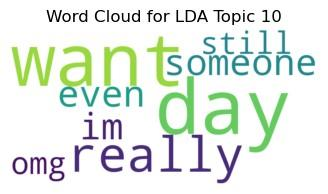 Word Cloud for LDA Topic 10
want still
someone
even day
im
omg really